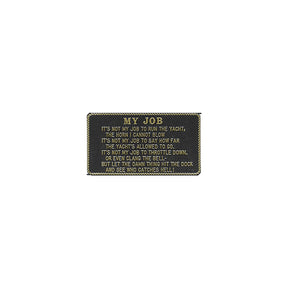 MY JOB
IT'S NOT MY JOB TO RUN THE YACHT,
THE HORN I CANNOT BLOW
IT'S NOT MY JOB TO SAY HOW FAR
THE YACHT'S ALLOWED TO GO.
IT'S NOT MY JOB TO THROTTLE DOWN,
OR EVEN CLANG THE BELL-
BUT LET THE DAMN THING HIT THE DOCK
AND SEE WHO CATCHES HELL!